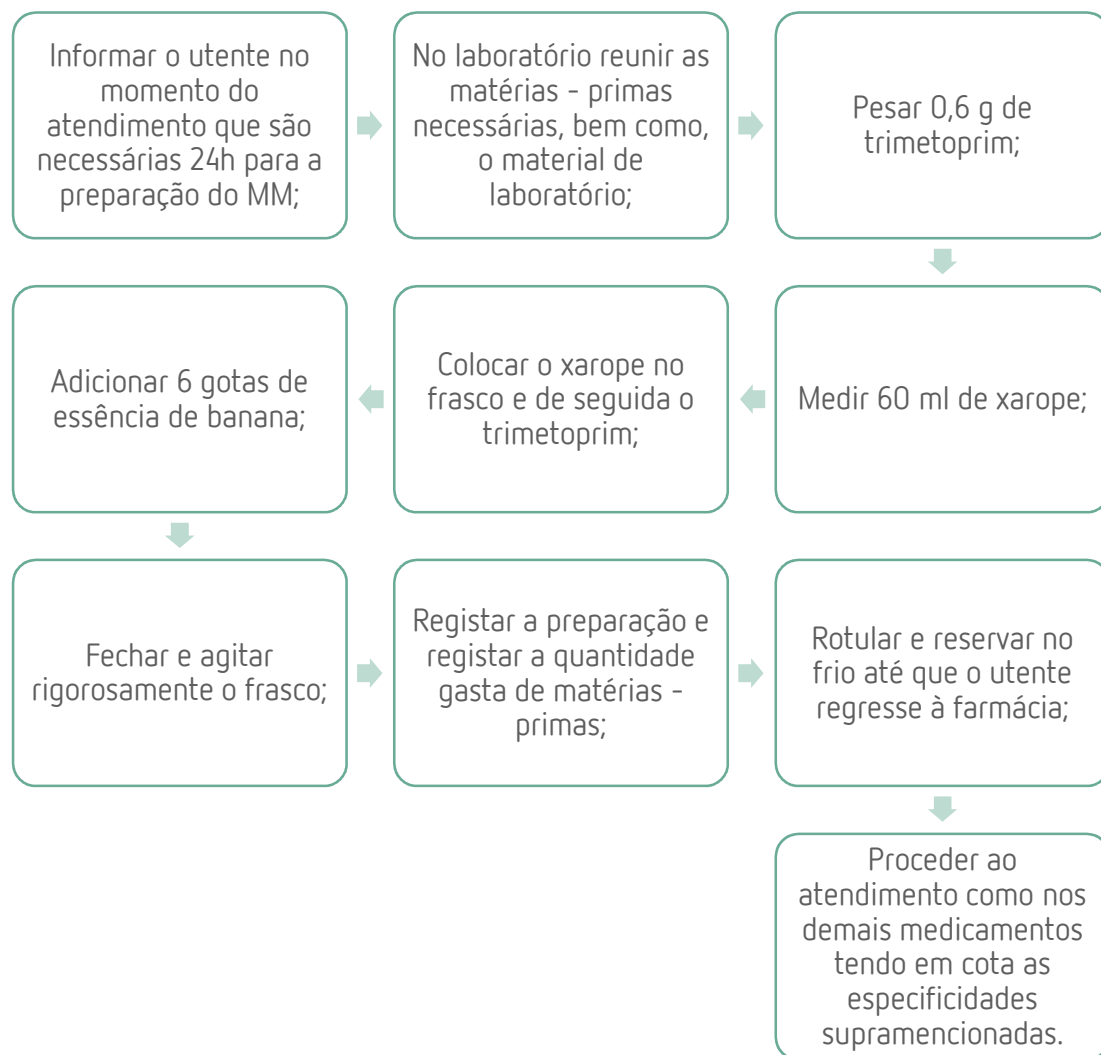 Informar o utente no
momento do
atendimento que são
necessárias 24h para a
preparação do MM;
No laboratório reunir as
matérias - primas
necessárias, bem como,
o material de
laboratório;
Pesar 0,6 g de
trimetoprim;
Medir 60 ml de xarope;
Colocar o xarope no
frasco e de seguida o
trimetoprim;
Adicionar 6 gotas de
essência de banana;
Fechar e agitar
rigorosamente o frasco;
Registar a preparação e
registar a quantidade
gasta de matérias -
primas;
Rotular e reservar no
frio até que o utente
regresse à farmácia;
Proceder ao
atendimento como nos
demais medicamentos
tendo em cota as
especificidades
supramencionadas.